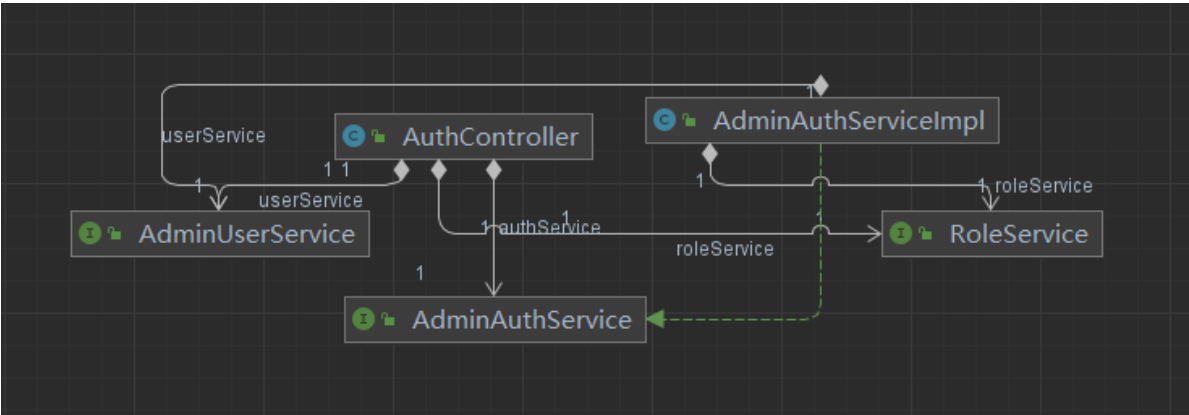 1
C AdminAuthServiceImpl
userService
C AuthController
1 1
1
1
1 roleService
userService
1
authService
1
1
I AdminUserService
roleService
I RoleService
1
I AdminAuthService